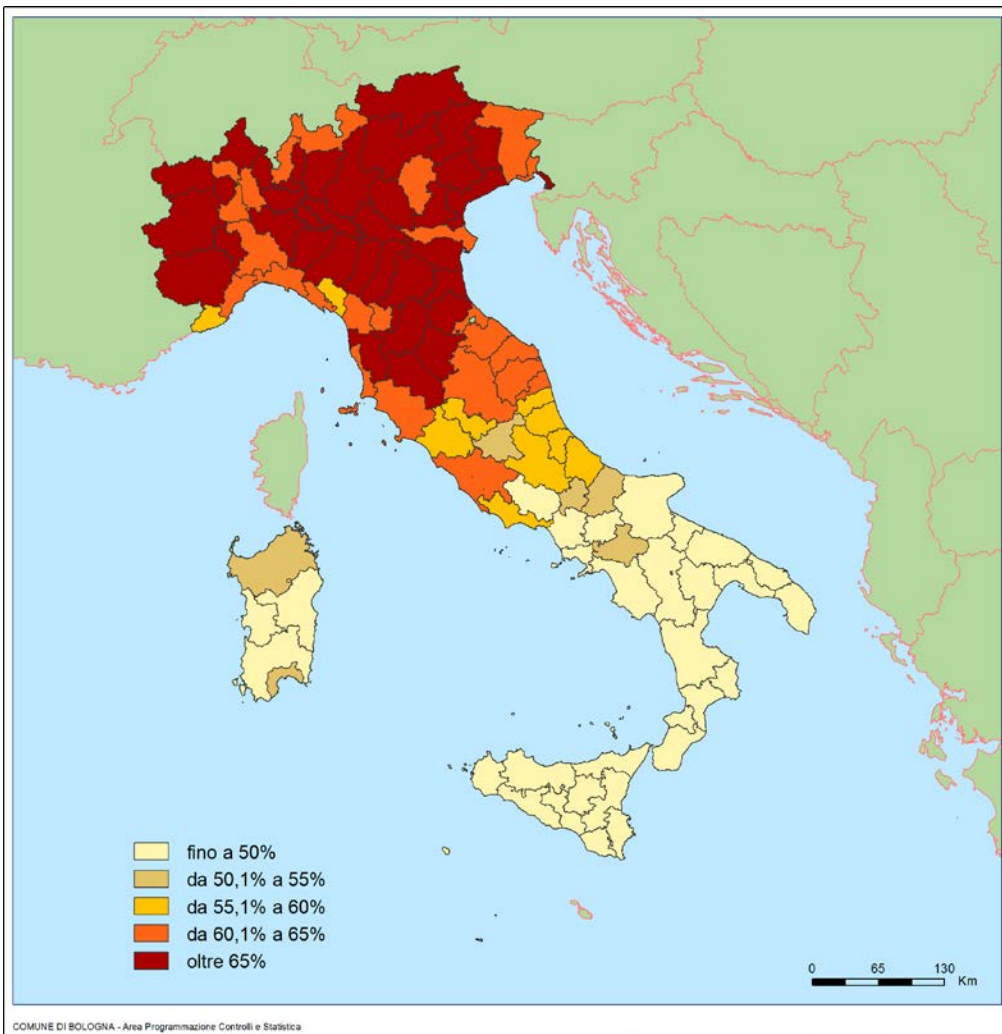 fino a 50%
da 50,1% a 55%
da 55,1% a 60%
da 60,1% a 65%
oltre 65%
0 65 130
Km
COMUNE DI BOLOGNA - Area Programmazione Controlli e Statistica